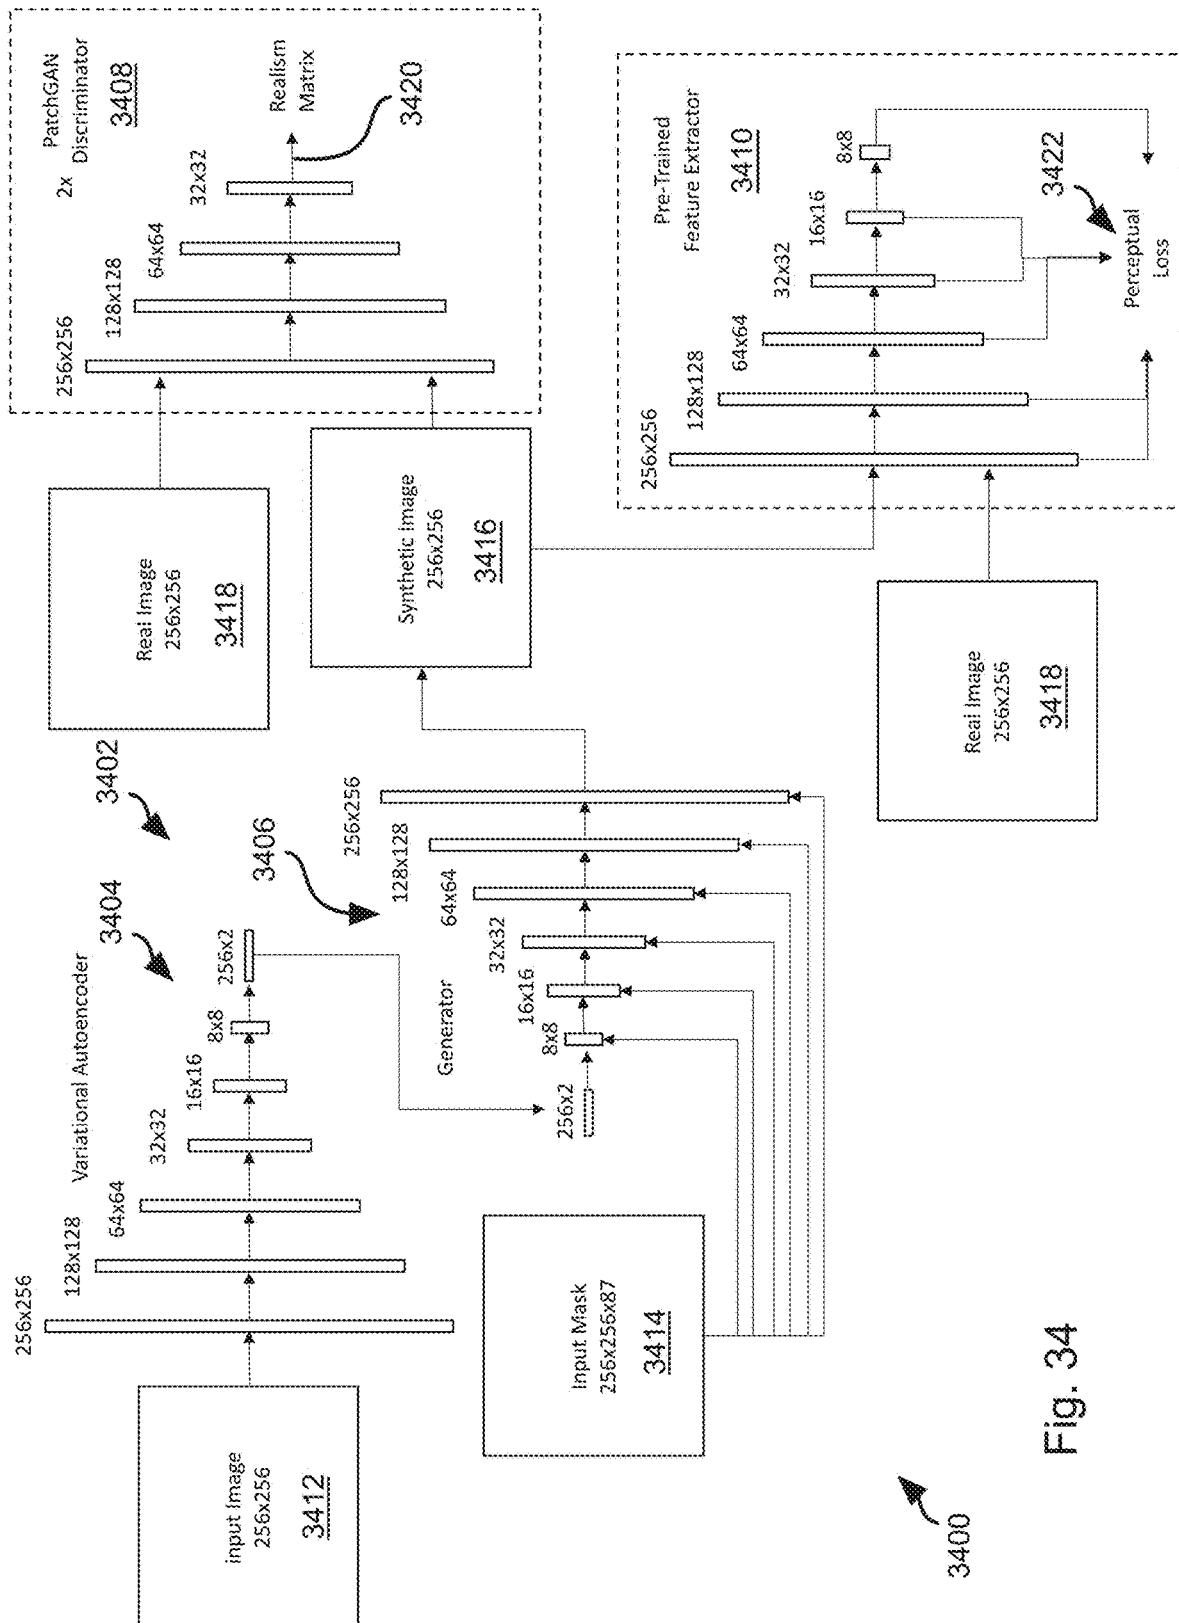 Input Image
256x256
3412
256x256
128x128
64x64
32x32
16x16
8x8
256x2
Variational Autoencoder
3404
3402
Input Mask
256x256x87
3414
256x2
8x8
16x16
32x32
64x64
128x128
256x256
Generator
3406
Real Image
256x256
3418
Synthetic Image
256x256
3416
2x
PatchGAN
Discriminator
3408
256x256
128x128
64x64
32x32
Realism
Matrix
3420
Real Image
256x256
3418
Pre-Trained
Feature Extractor
3410
256x256
128x128
64x64
32x32
16x16
8x8
Perceptual
Loss
3422
3400
Fig. 34